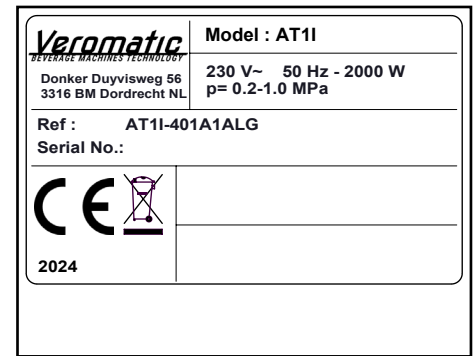 Veromatic
BEVERAGE MACHINES TECHNOLOGY
Donker Duyvisweg 56
3316 BM Dordrecht NL
Model : AT1I
230 V~ 50 Hz - 2000 W
p= 0.2-1.0 MPa
Ref : AT1I-401A1ALG
Serial No.:
CE
2024